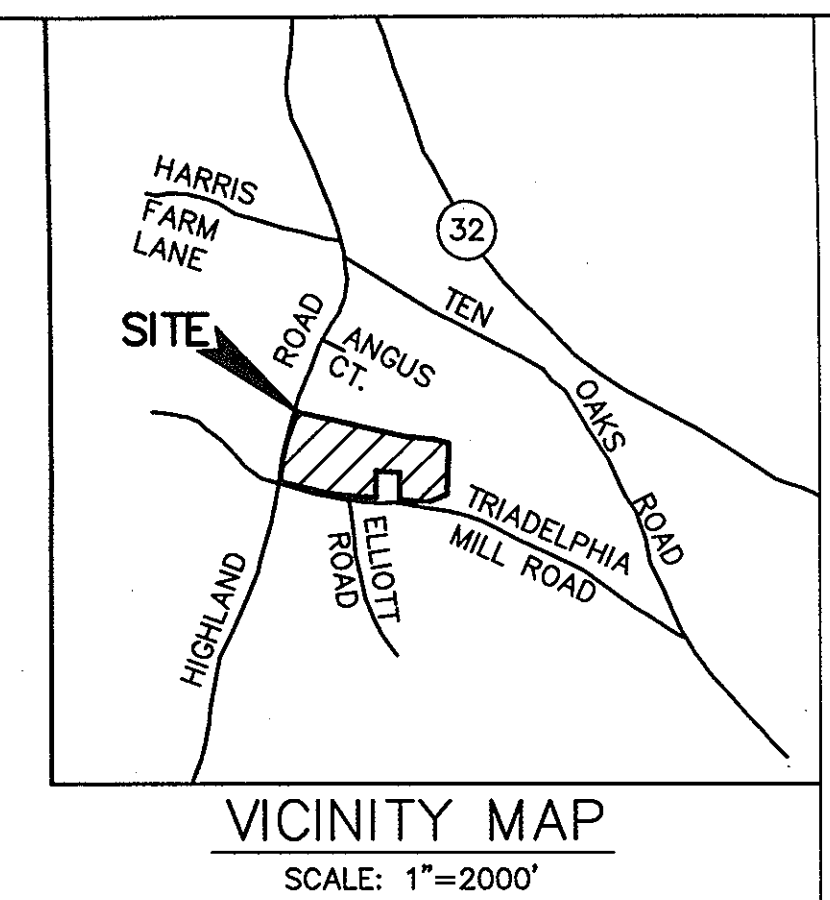 HARRIS
FARM
LANE
32
TEN
OAKS
ROAD
SITE
ROAD
ANGUS
CT.
TRIADELPHIA
MILL ROAD
ELLIOTT
ROAD
HIGHLAND
VICINITY MAP
SCALE: 1"=2000'